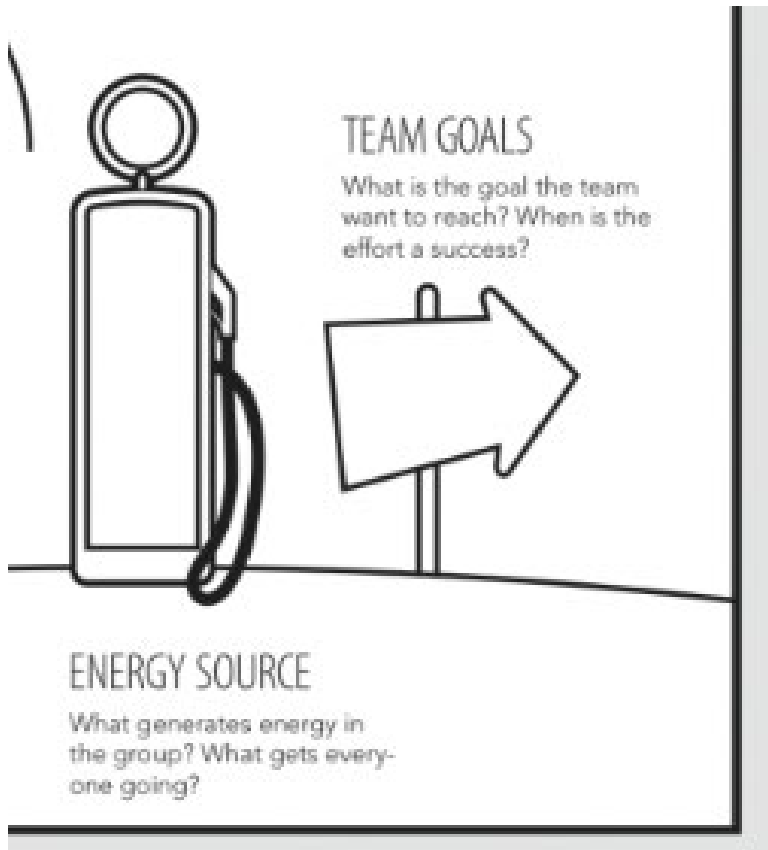 TEAM GOALS
What is the goal the team
want to reach? When is the
effort a success?
ENERGY SOURCE
What generates energy in
the group? What gets every-
one going?